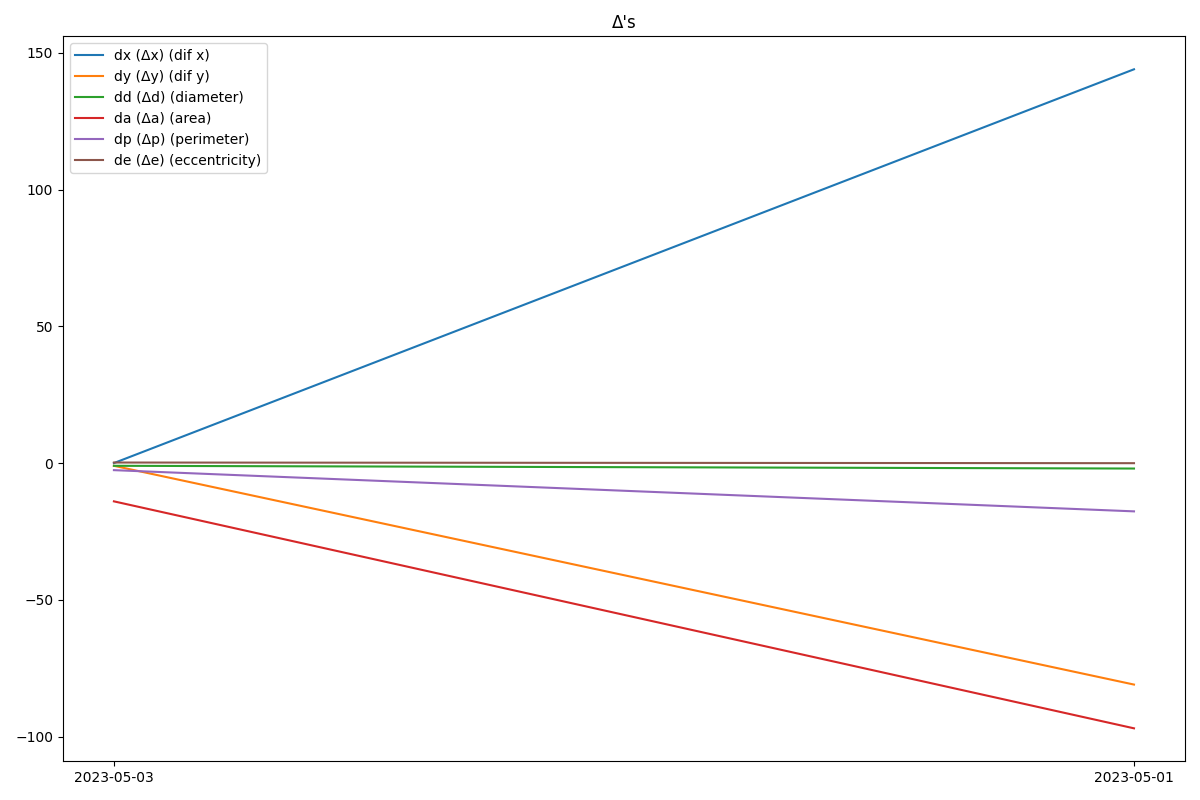 Δ's
dx (Δx) (dif x)
dy (Δy) (dif y)
dd (Δd) (diameter)
da (Δa) (area)
dp (Δp) (perimeter)
de (Δe) (eccentricity)
150
100
50
0
−50
−100
2023-05-03
2023-05-01